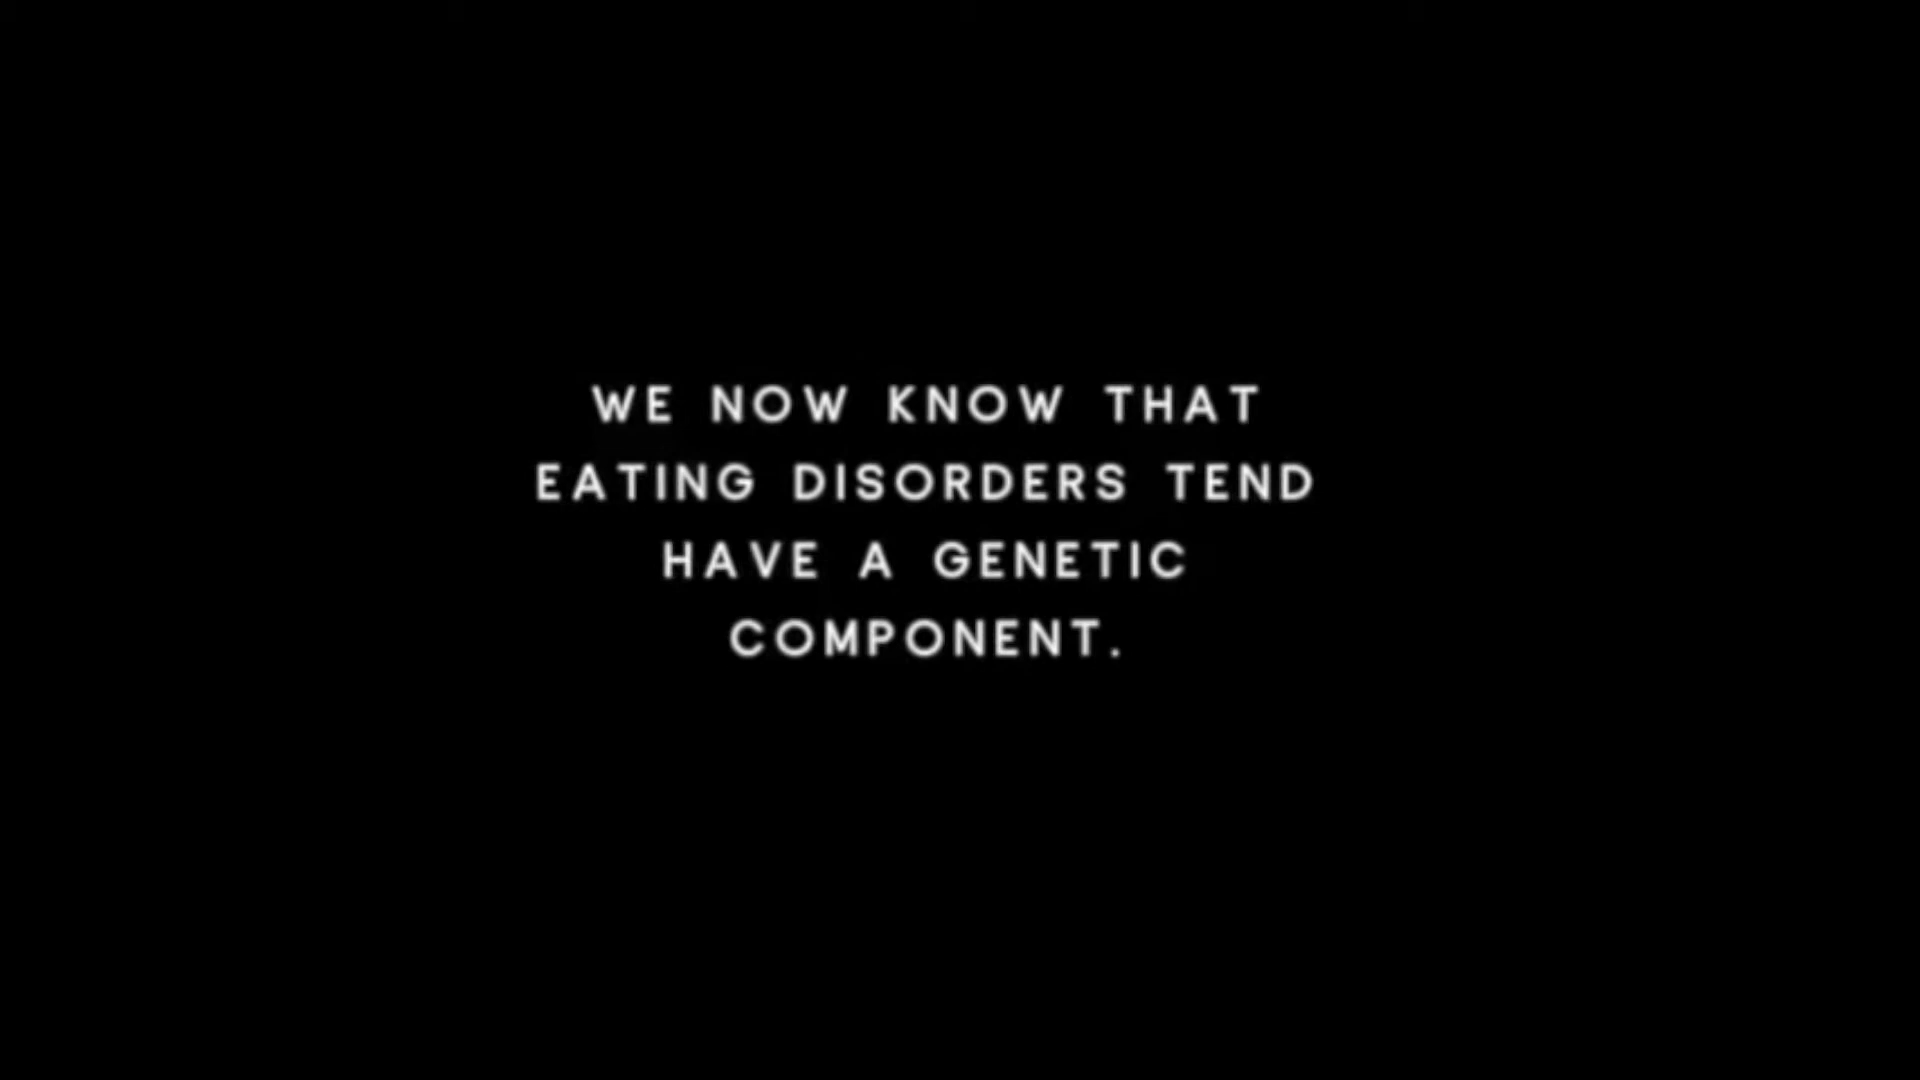 WE NOW KNOW THAT
EATING DISORDERS TEND
HAVE A GENETIC
COMPONENT.